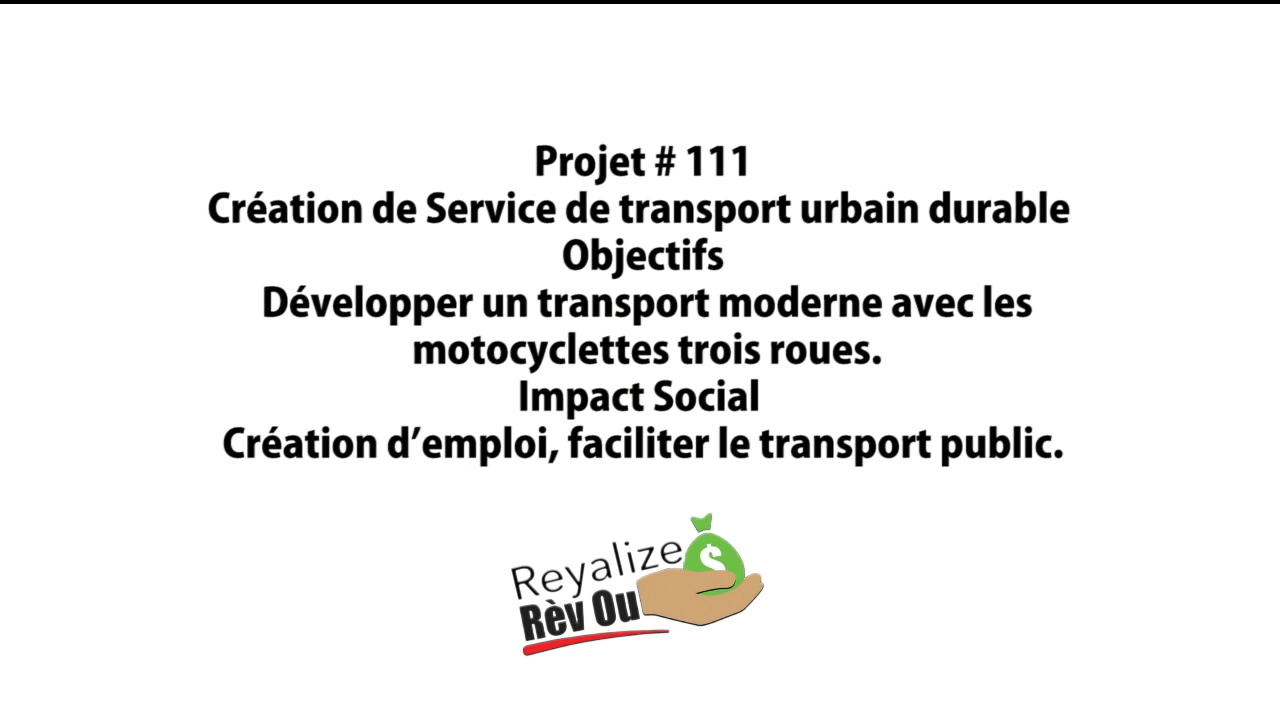 Projet # 111
Création de Service de transport urbain durable
Objectifs
Développer un transport moderne avec les
motocyclettes trois roues.
Impact Social
Création d’emploi, faciliter le transport public.
Reyalize
Rèv Ou
$